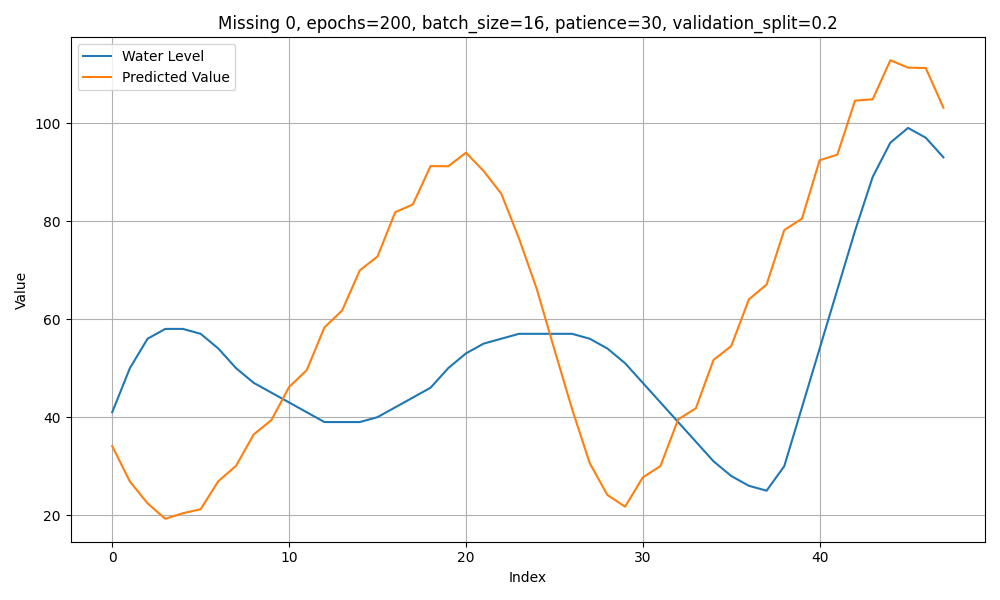 Missing 0, epochs=200, batch_size=16, patience=30, validation_split=0.2
Water Level
Predicted Value
Value
100
80
60
40
20
0
10
20
30
40
Index